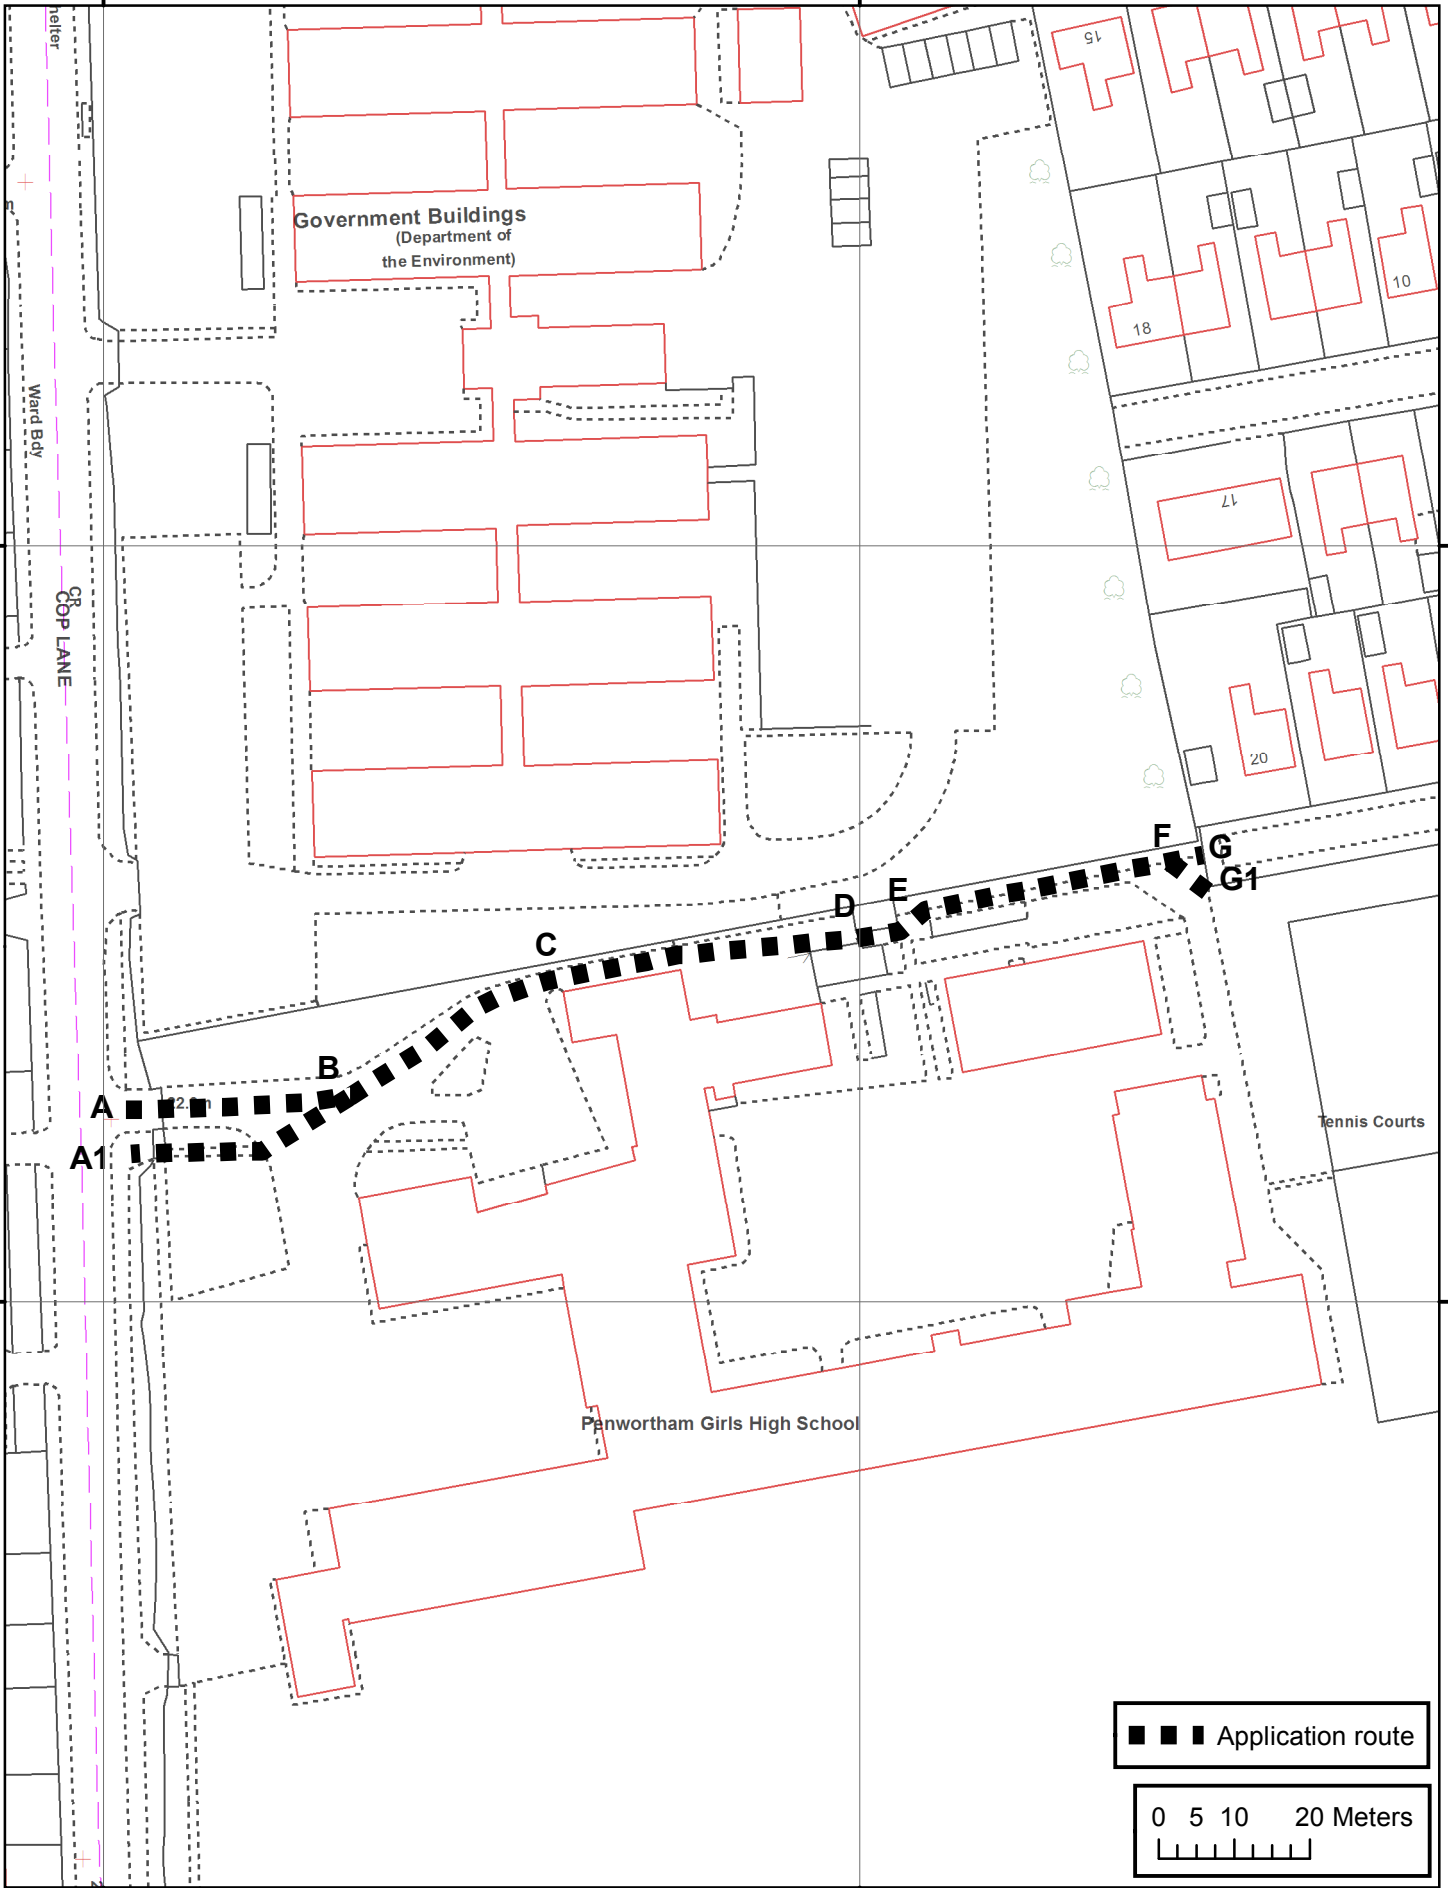 15
Government Buildings
(Department of
the Environment)
18
10
Ward Bdy
17
CR
COP LANE
20
F
G
G1
E
D
C
B
A
A1
Tennis Courts
Penwortham Girls High School
Application route
0 5 10 20 Meters